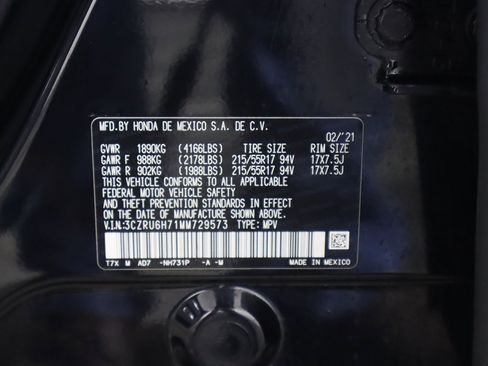 MFD.BY HONDA DE MEXICO S.A. DE C.V.
02/'21
GVWR 1890KG (4166LBS) TIRE SIZE RIM SIZE
GAWR F 988KG (2178LBS) 215/55R17 94V 17X7.5J
GAWR R 902KG (1988LBS) 215/55R17 94V 17X7.5J
THIS VEHICLE CONFORMS TO ALL APPLICABLE
FEDERAL MOTOR VEHICLE SAFETY
AND THEFT PREVENTION STANDARDS IN EFFECT
ON THE DATE OF MANUFACTURE SHOWN ABOVE.
V.I.N:3CZRU6H71MM729573 TYPE: MPV
T7X M AD7 -NH731P -A -M
MADE IN MEXICO